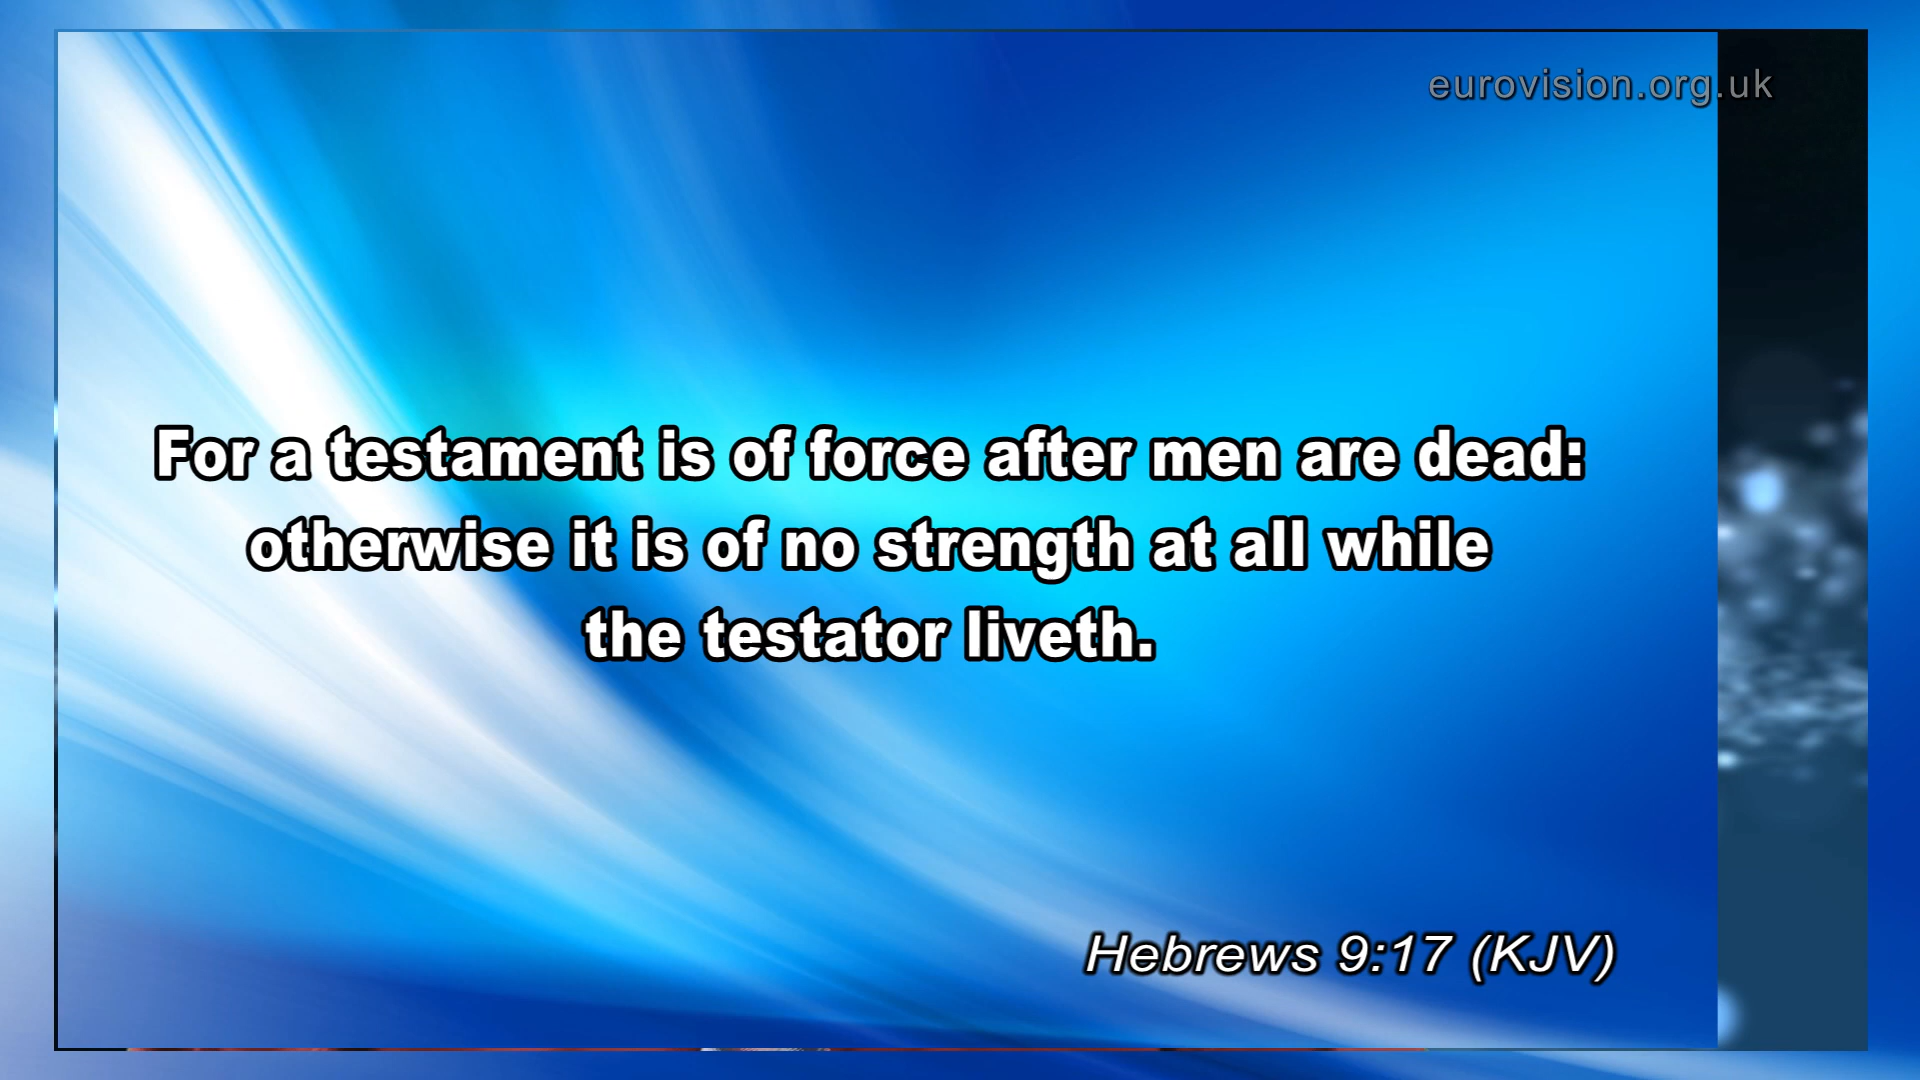 eurovision.org.uk
For a testament is of force after men are dead:
otherwise it is of no strength at all while
the testator liveth.
Hebrews 9:17 (KJV)